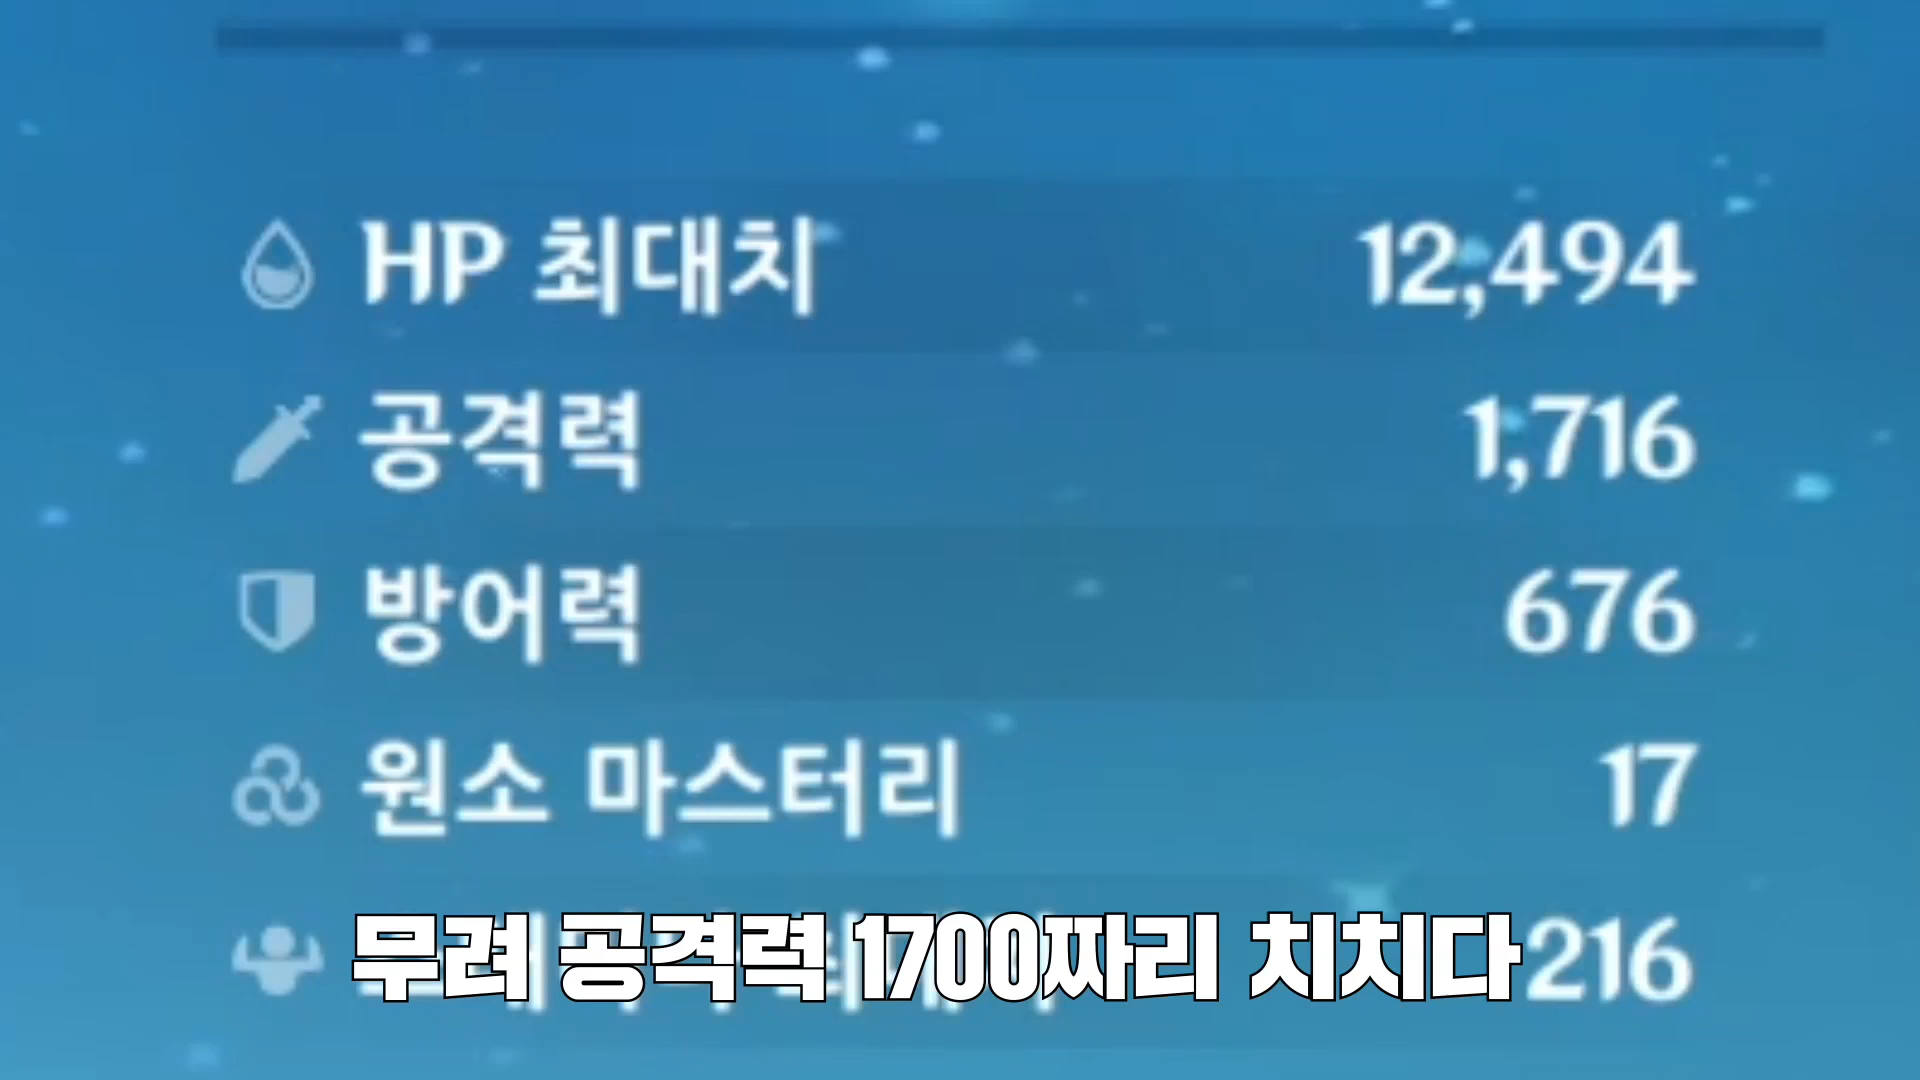 HP 최대치 12,494
공격력 1,716
방어력 676
원소 마스터리 17
무려 공격력 1700짜리 치치다 216